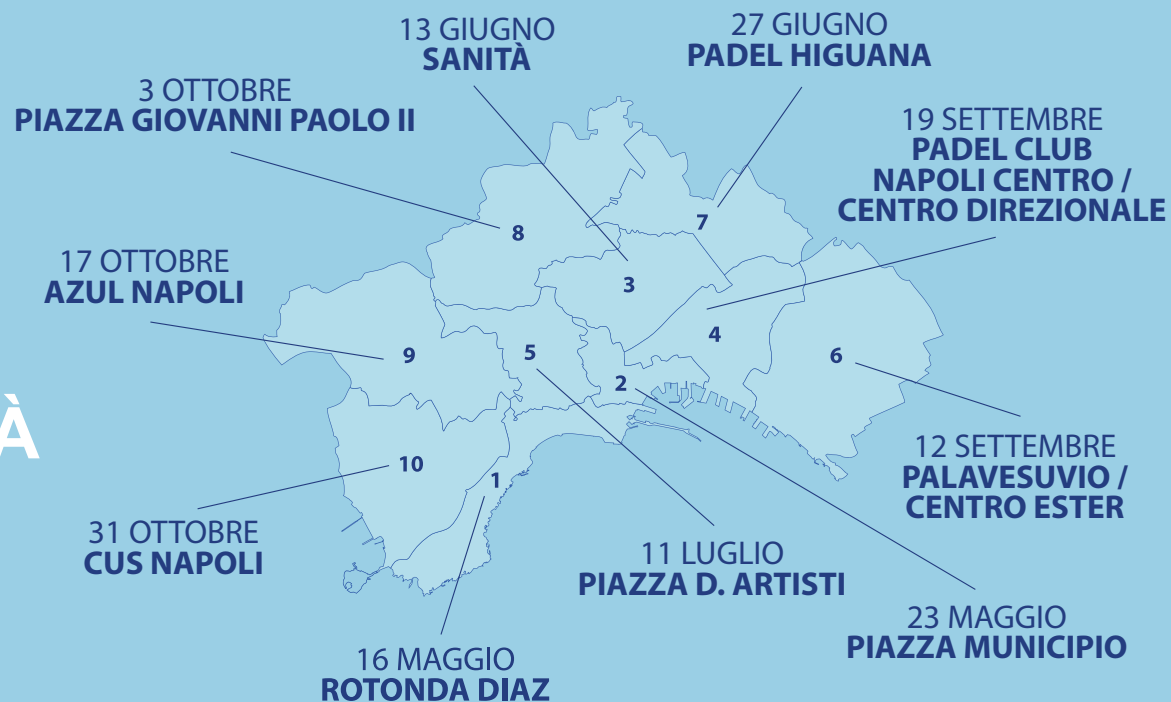 13 GIUGNO
SANITÀ
27 GIUGNO
PADEL HIGUANA
3 OTTOBRE
PIAZZA GIOVANNI PAOLO II
19 SETTEMBRE
PADEL CLUB
NAPOLI CENTRO /
CENTRO DIREZIONALE
17 OTTOBRE
AZUL NAPOLI
8
7
3
4
9
5
2
6
10
1
À
31 OTTOBRE
CUS NAPOLI
12 SETTEMBRE
PALAVESUVIO /
CENTRO ESTER
11 LUGLIO
PIAZZA D. ARTISTI
23 MAGGIO
PIAZZA MUNICIPIO
16 MAGGIO
ROTONDA DIAZ